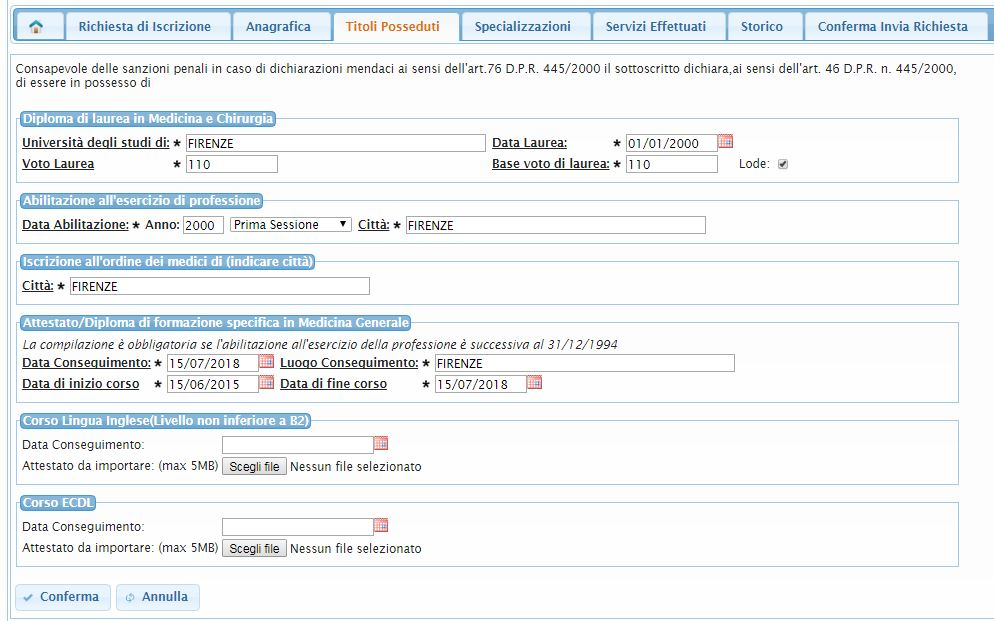 Richiesta di Iscrizione Anagrafica Titoli Posseduti Specializzazioni Servizi Effettuati Storico Conferma Invia Richiesta
Consapevole delle sanzioni penali in caso di dichiarazioni mendaci ai sensi dell'art.76 D.P.R. 445/2000 il sottoscritto dichiara,ai sensi dell'art. 46 D.P.R. n. 445/2000,
di essere in possesso di
Diploma di laurea in Medicina e Chirurgia
Università degli studi di: * FIRENZE Data Laurea: * 01/01/2000
Voto Laurea * 110 Base voto di laurea: * 110 Lode:
Abilitazione all'esercizio di professione
Data Abilitazione: * Anno: 2000 Prima Sessione Città: * FIRENZE
Iscrizione all'ordine dei medici di (indicare città)
Città: * FIRENZE
Attestato/Diploma di formazione specifica in Medicina Generale
La compilazione è obbligatoria se l'abilitazione all'esercizio della professione è successiva al 31/12/1994
Data Conseguimento: * 15/07/2018 Luogo Conseguimento: * FIRENZE
Data di inizio corso * 15/06/2015 Data di fine corso * 15/07/2018
Corso Lingua Inglese(Livello non inferiore a B2)
Data Conseguimento:
Attestato da importare: (max 5MB) Scegli file Nessun file selezionato
Corso ECDL
Data Conseguimento:
Attestato da importare: (max 5MB) Scegli file Nessun file selezionato
Conferma Annulla